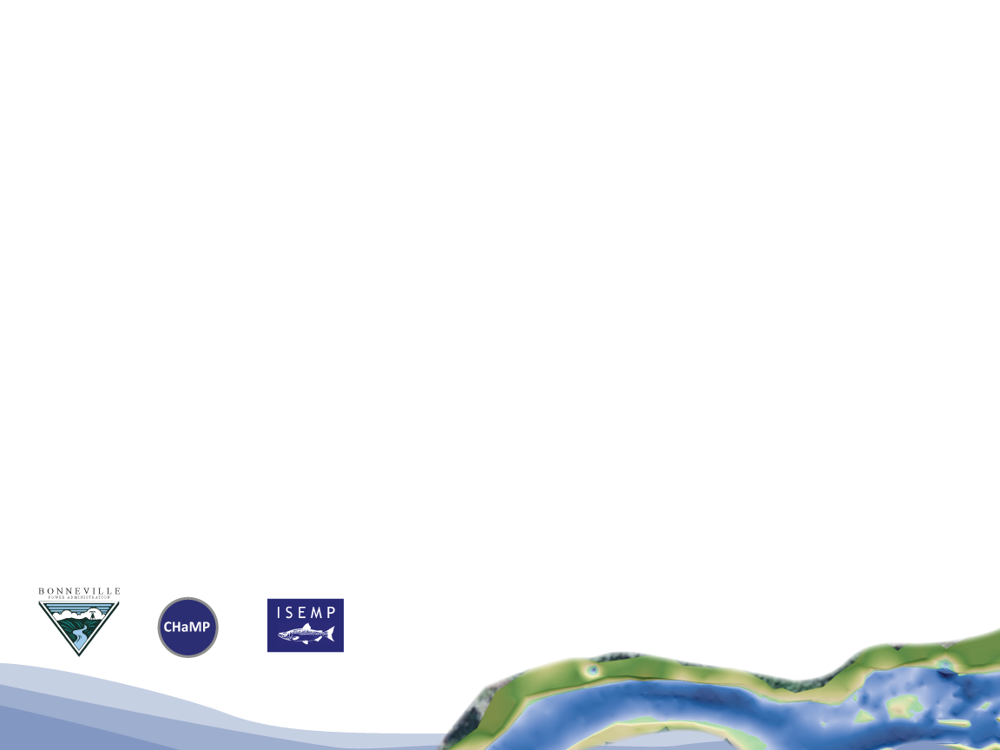 BONNEVILLE
POWER ADMINISTRATION
CHaMP
ISEMP